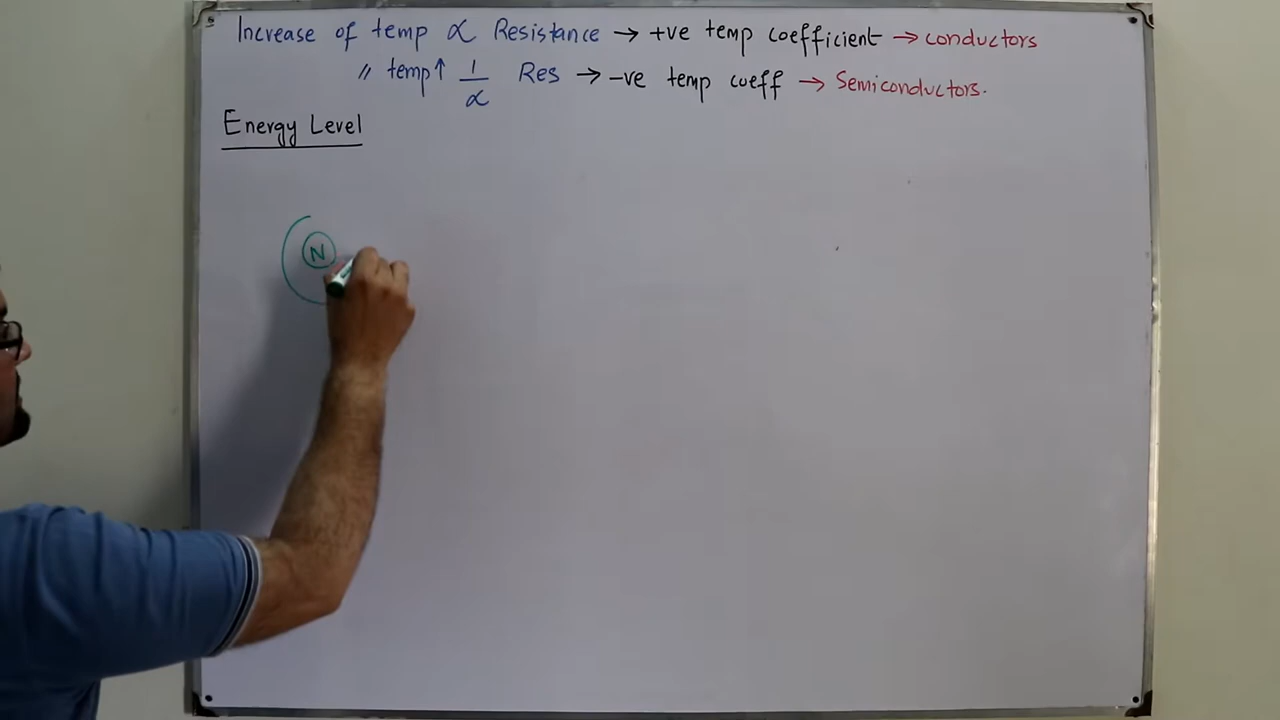 Increase of temp ∝ Resistance → +ve temp coefficient → conductors
〃 temp↑ 1/∝ Res → -ve temp coeff → Semiconductors.
Energy Level
N